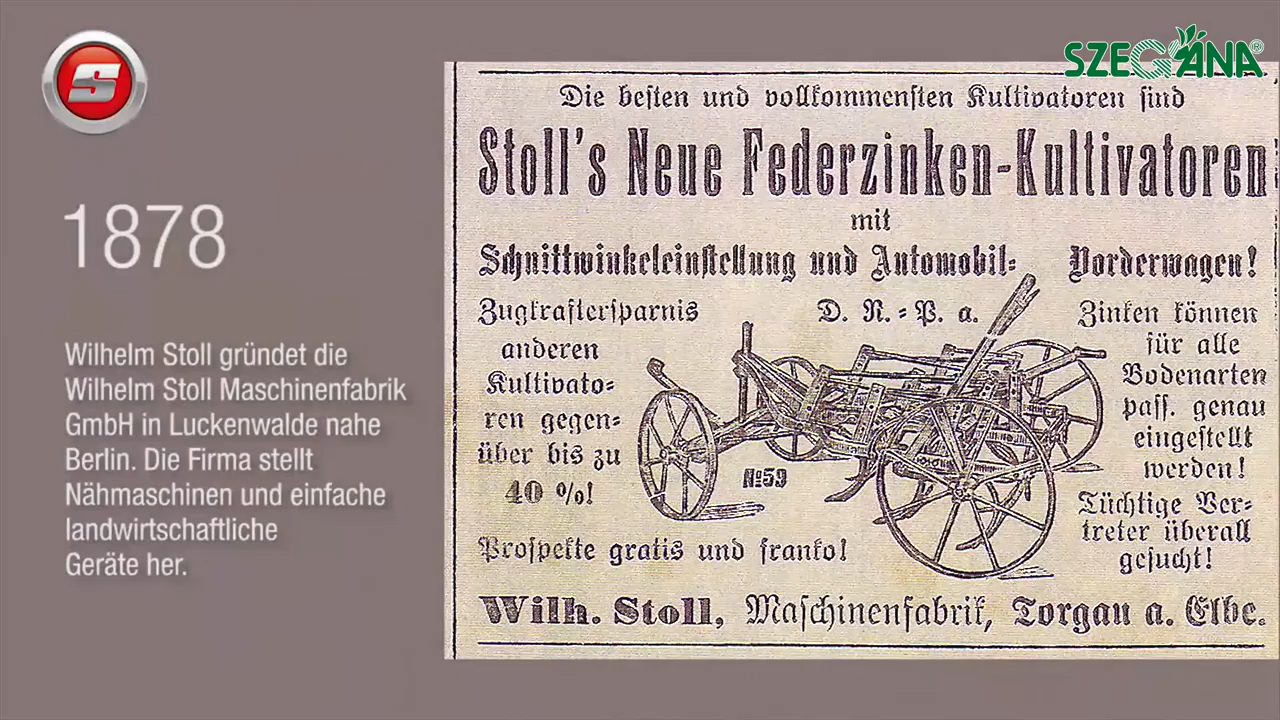 S
SZEGANA®
1878
Wilhelm Stoll gründet die
Wilhelm Stoll Maschinenfabrik
GmbH in Luckenwalde nahe
Berlin. Die Firma stellt
Nähmaschinen und einfache
landwirtschaftliche
Geräte her.
Die besten und vollkommensten Kultivatoren sind
Stoll's Neue Federzinken-Kultivatoren
mit
Schnittwinkeleinstellung und Automobil- Vorderwagen!
Zugkraftersparnis
anderen
Kultivato-
ren gegen-
über bis zu
40 %!
D. R.-P. a.
Zinken können
für alle
Bodenarten
pass. genau
eingestellt
werden!
No 59
Tüchtige Ver-
treter überall
gesucht!
Prospekte gratis und franko!
Wilh. Stoll, Maschinenfabrik, Torgau a. Elbe.